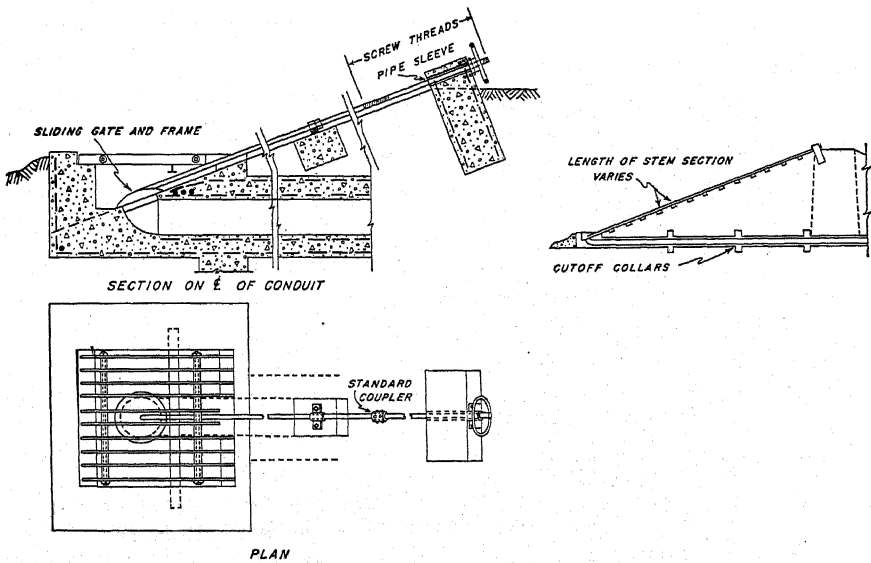 SCREW THREADS
PIPE SLEEVE
SLIDING GATE AND FRAME
LENGTH OF STEM SECTION
VARIES
CUTOFF COLLARS
SECTION ON ℄ OF CONDUIT
STANDARD
COUPLER
PLAN